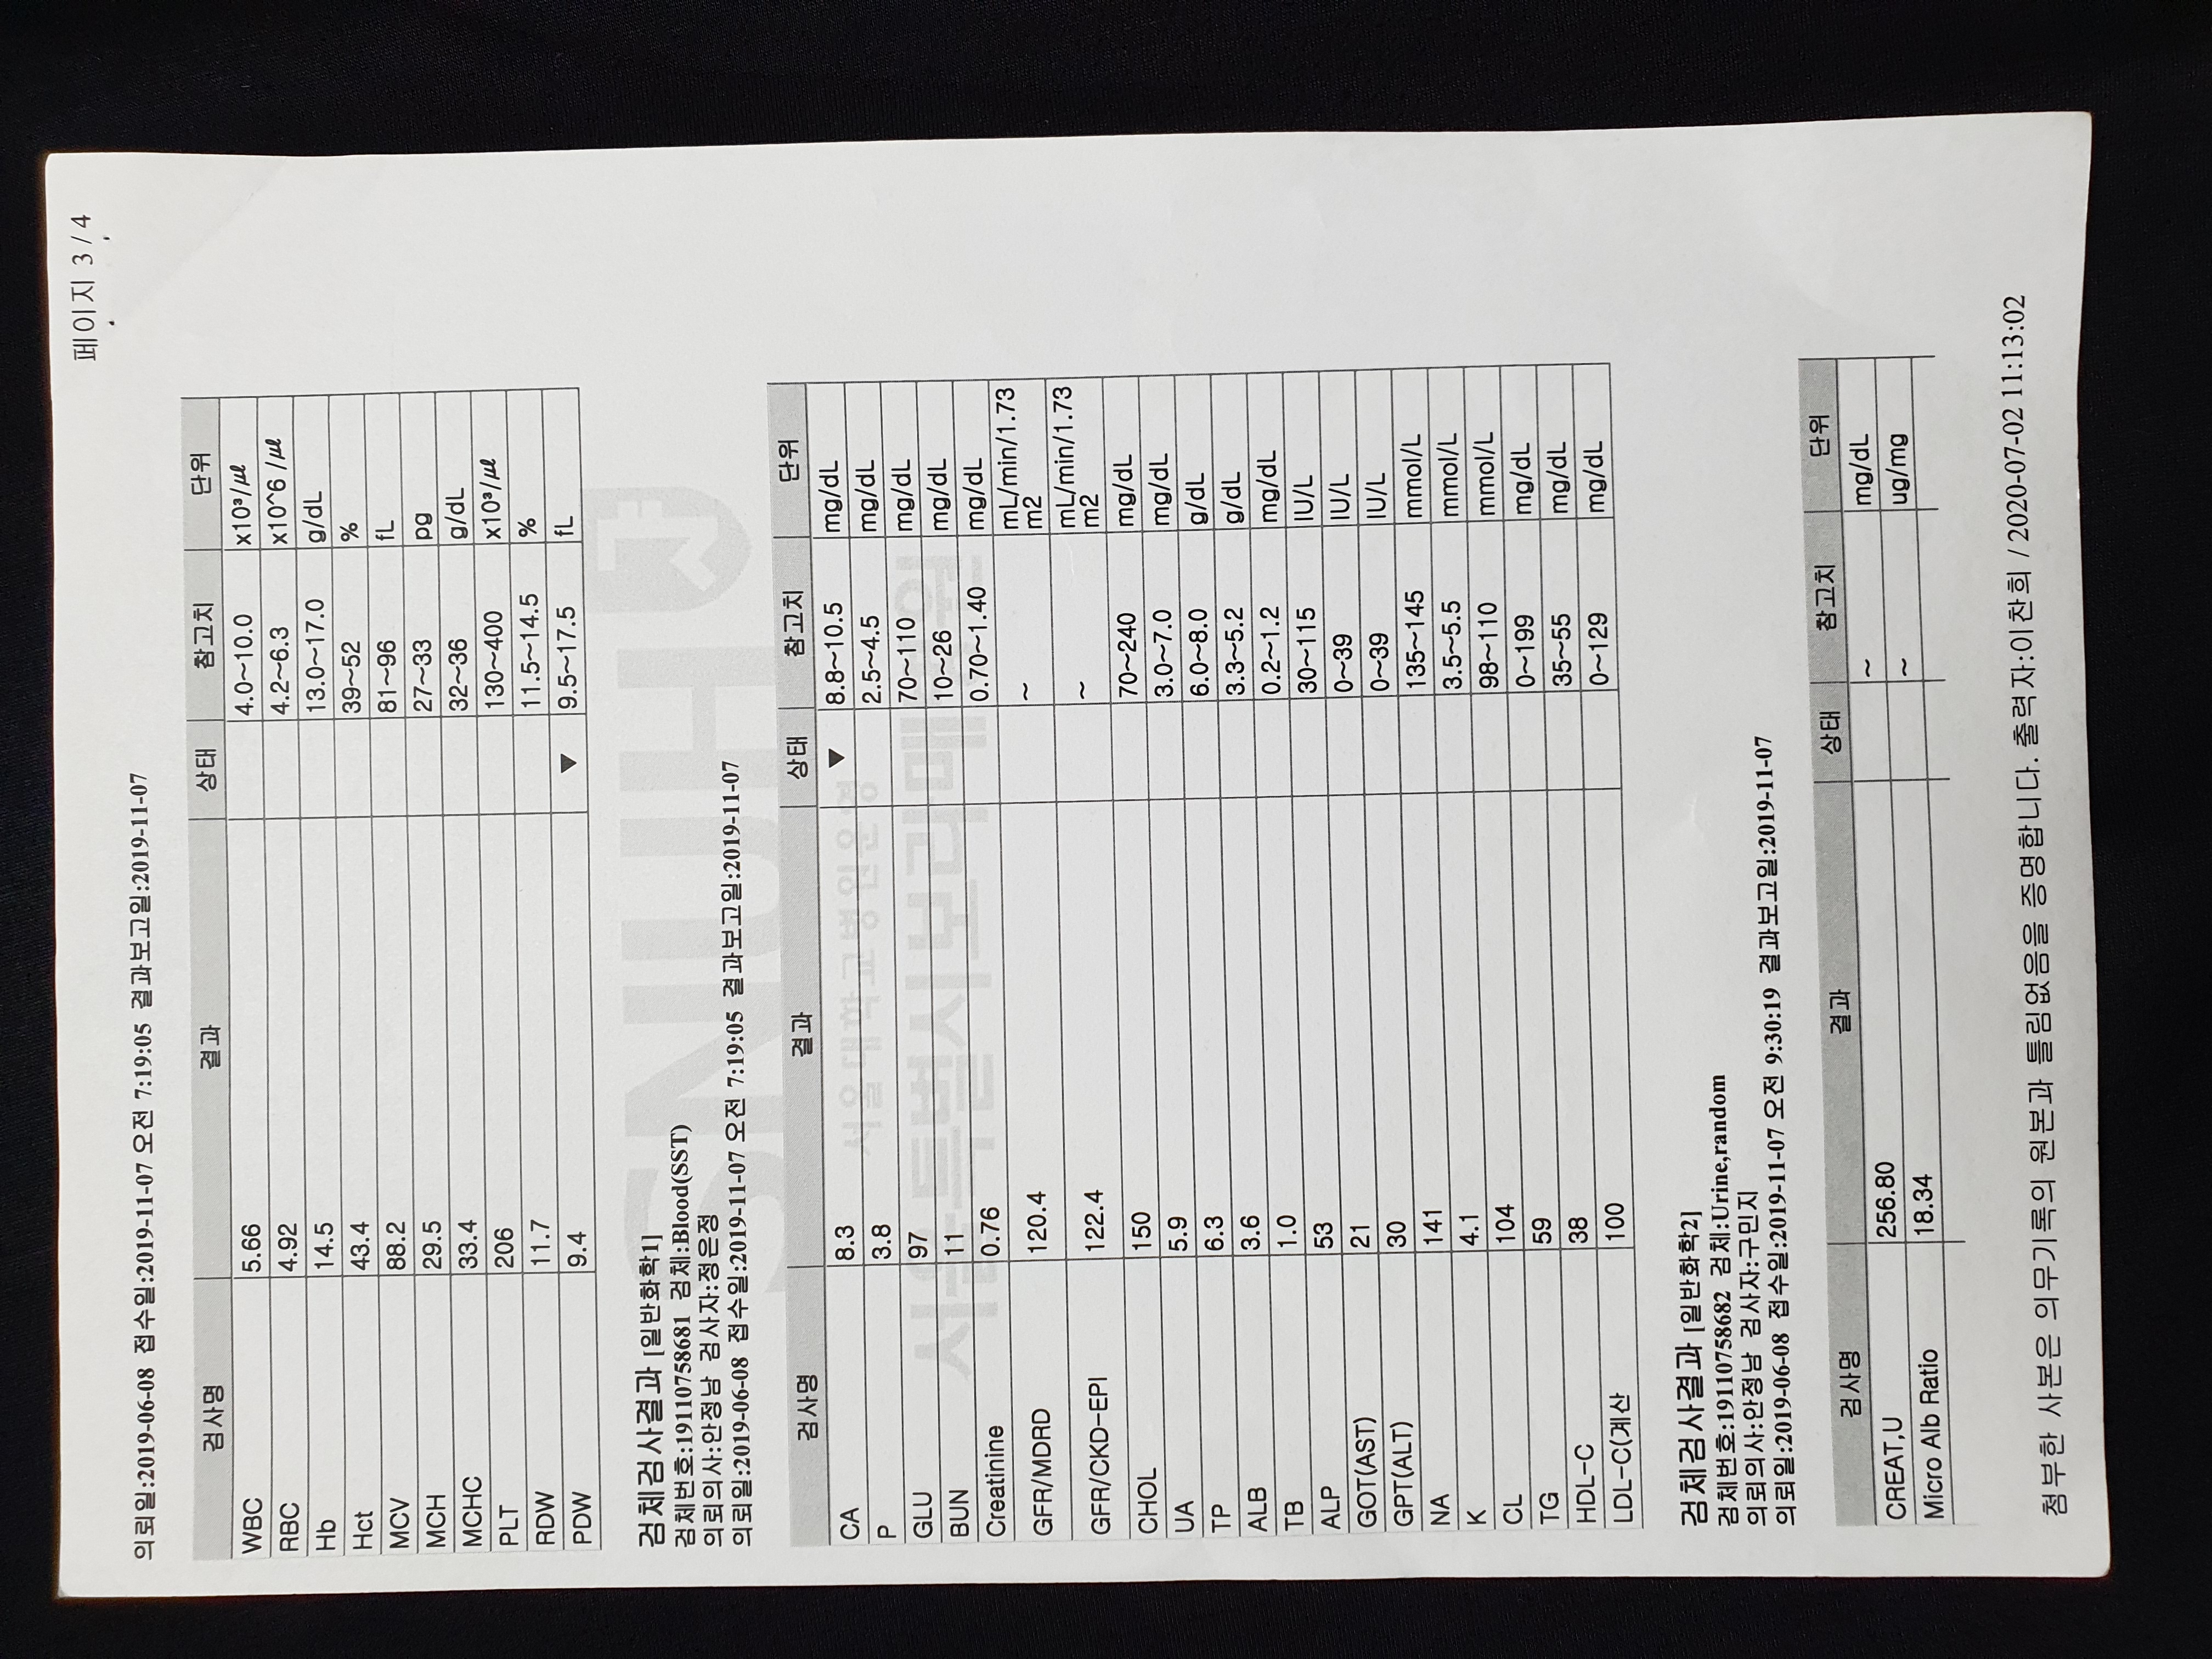 페이지 3 / 4
의뢰일:2019-06-08 접수일:2019-11-07 오전 7:19:05 결과보고일:2019-11-07
검사명 결과 상태 참고치 단위
WBC 5.66 4.0~10.0 x10³/㎕
RBC 4.92 4.2~6.3 x10^6 /㎕
Hb 14.5 13.0~17.0 g/dL
Hct 43.4 39~52 %
MCV 88.2 81~96 fL
MCH 29.5 27~33 pg
MCHC 33.4 32~36 g/dL
PLT 206 130~400 x10³/㎕
RDW 11.7 11.5~14.5 %
PDW 9.4 ▼ 9.5~17.5 fL
SNUH
검체검사결과 [일반화학1]
검체번호:19110758681 검체:Blood(SST)
의뢰의사:안정남 검사자:정은정
의뢰일:2019-06-08 접수일:2019-11-07 오전 7:19:05 결과보고일:2019-11-07
서울대학교병원운영
서울특별시보라매병원
검사명 결과 상태 참고치 단위
CA 8.3 ▼ 8.8~10.5 mg/dL
P 3.8 2.5~4.5 mg/dL
GLU 97 70~110 mg/dL
BUN 11 10~26 mg/dL
Creatinine 0.76 0.70~1.40 mg/dL
GFR/MDRD 120.4 ~ mL/min/1.73
m2
GFR/CKD-EPI 122.4 ~ mL/min/1.73
m2
CHOL 150 70~240 mg/dL
UA 5.9 3.0~7.0 mg/dL
TP 6.3 6.0~8.0 g/dL
ALB 3.6 3.3~5.2 g/dL
TB 1.0 0.2~1.2 mg/dL
ALP 53 30~115 IU/L
GOT(AST) 21 0~39 IU/L
GPT(ALT) 30 0~39 IU/L
NA 141 135~145 mmol/L
K 4.1 3.5~5.5 mmol/L
CL 104 98~110 mmol/L
TG 59 0~199 mg/dL
HDL-C 38 35~55 mg/dL
LDL-C(계산 100 0~129 mg/dL
검체검사결과 [일반화학2]
검체번호:19110758682 검체:Urine,random
의뢰의사:안정남 검사자:구민지
의뢰일:2019-06-08 접수일:2019-11-07 오전 9:30:19 결과보고일:2019-11-07
검사명 결과 상태 참고치 단위
CREAT,U 256.80 ~ mg/dL
Micro Alb Ratio 18.34 ~ ug/mg
첨부한 사본은 의무기록의 원본과 틀림없음을 증명합니다. 출력자:이찬희 / 2020-07-02 11:13:02